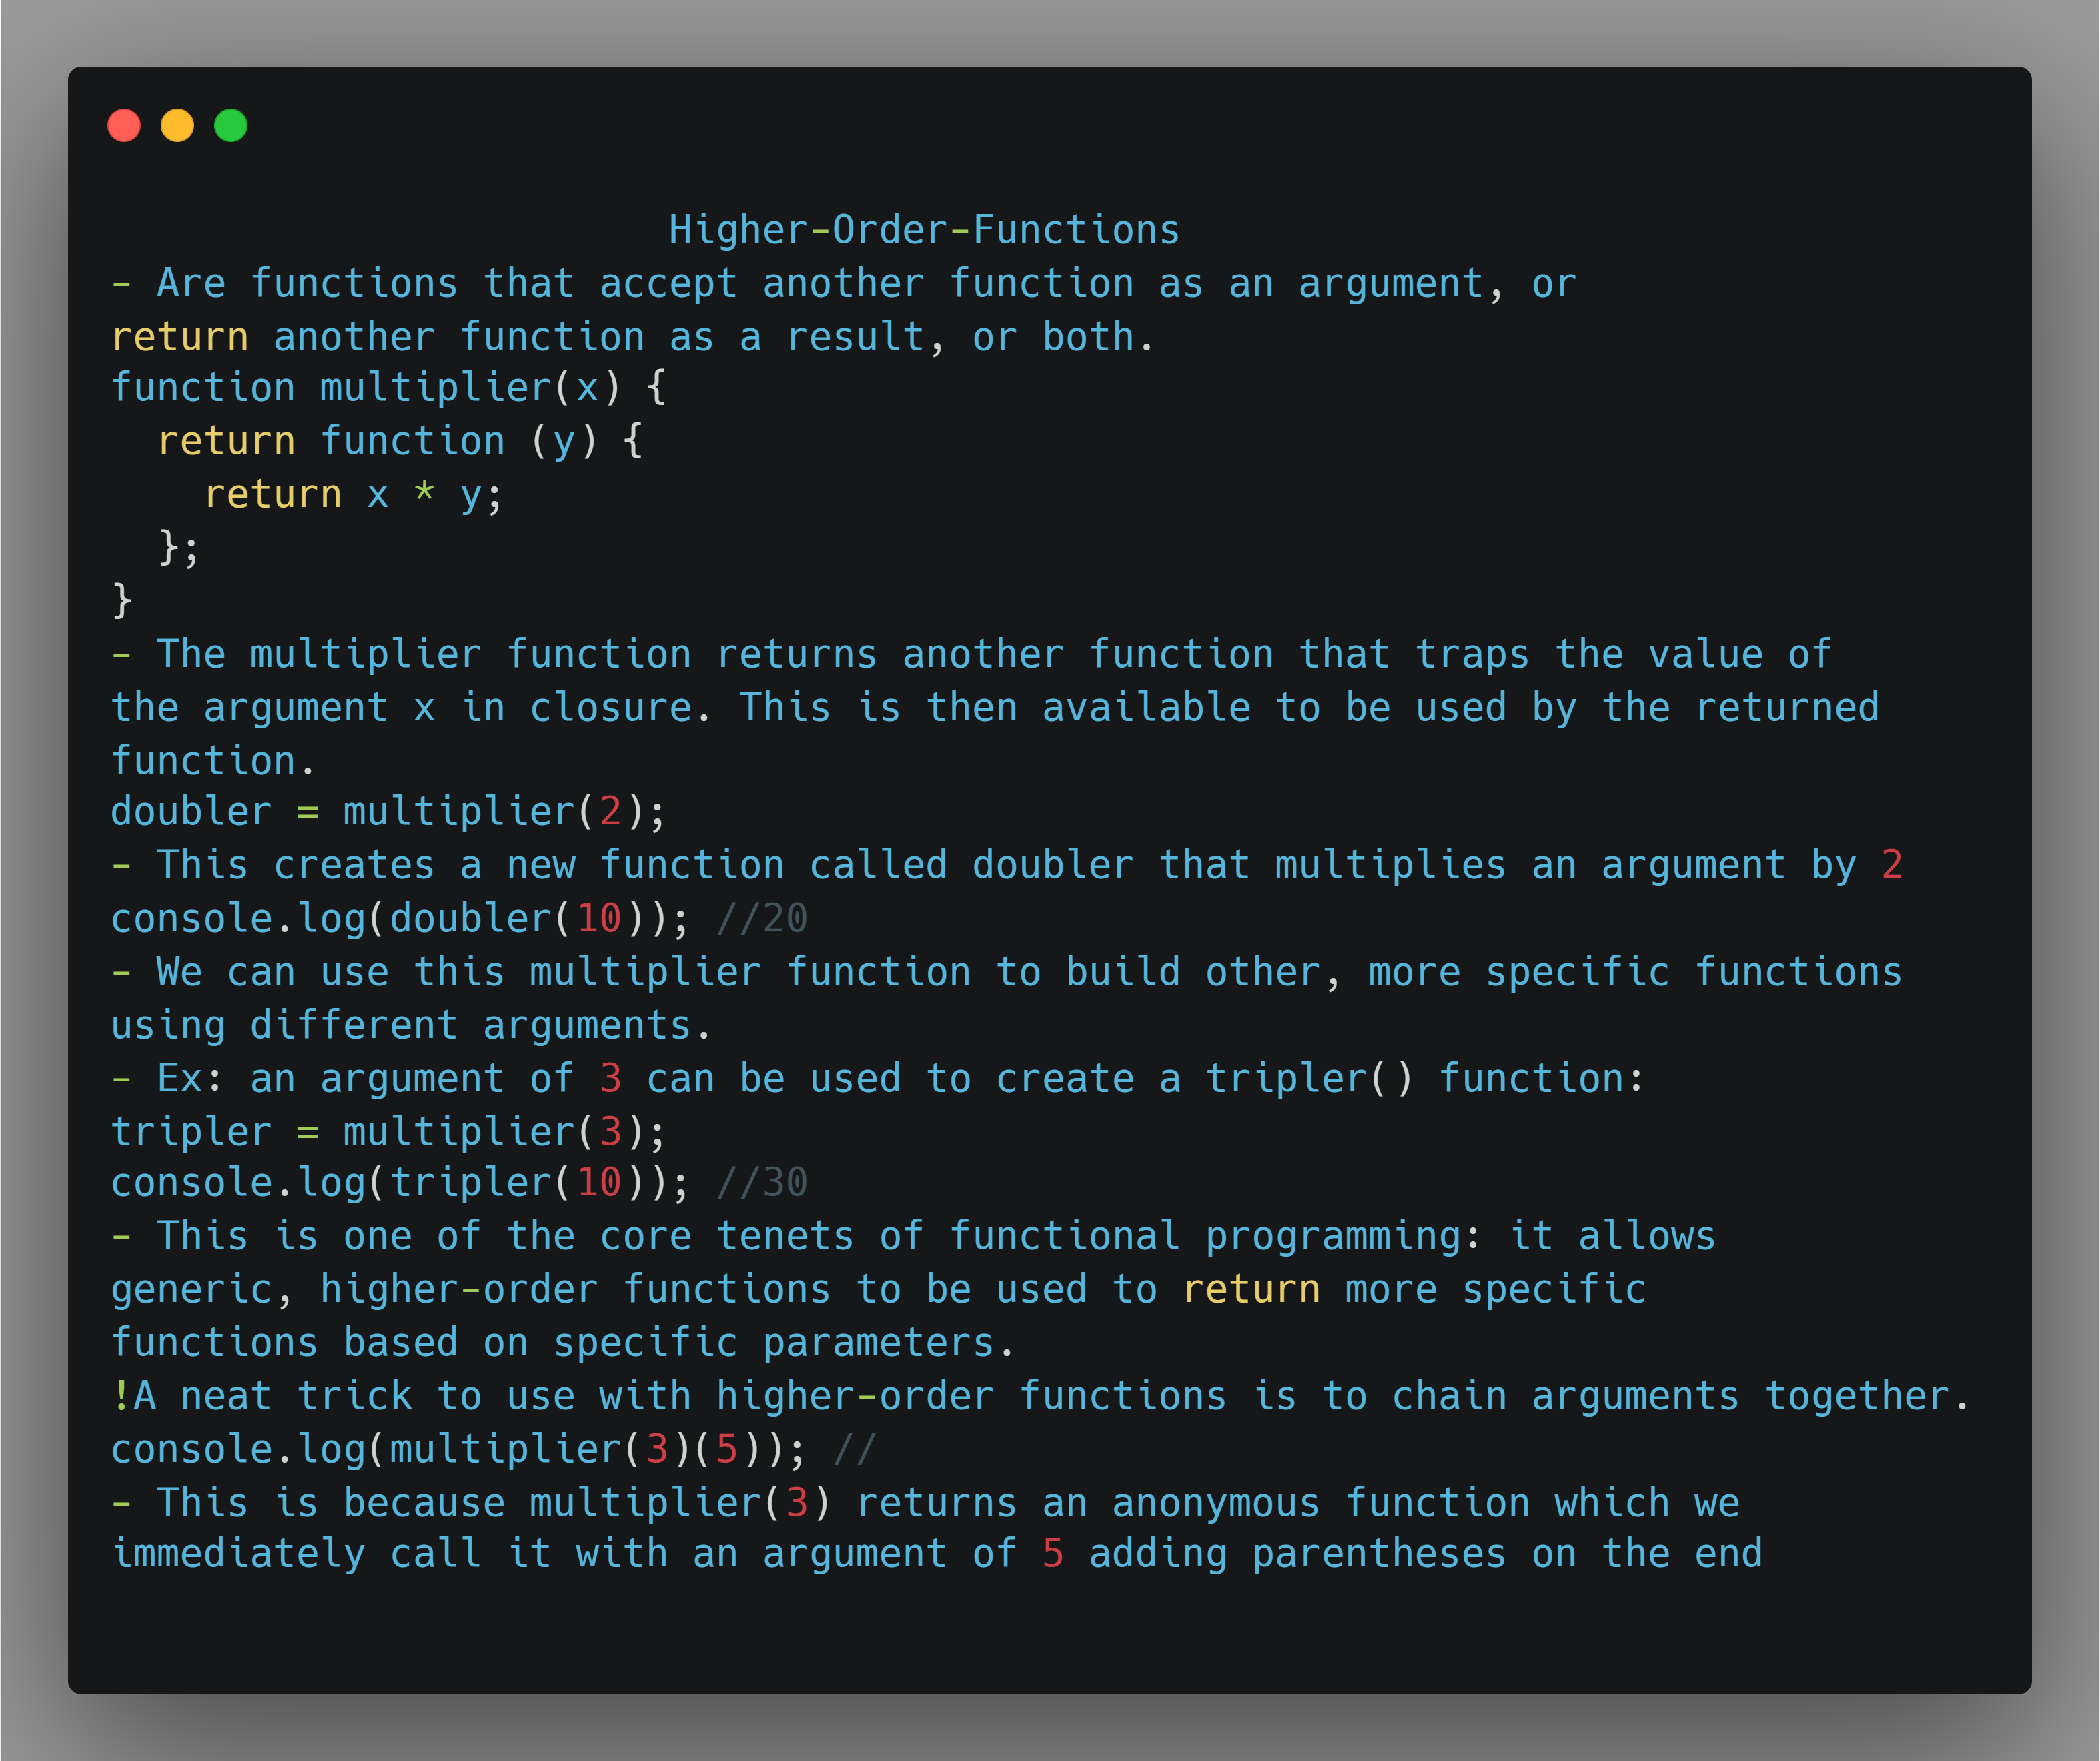 Higher-Order-Functions
- Are functions that accept another function as an argument, or
return another function as a result, or both.
function multiplier(x) {
  return function (y) {
    return x * y;
  };
}
- The multiplier function returns another function that traps the value of
the argument x in closure. This is then available to be used by the returned
function.
doubler = multiplier(2);
- This creates a new function called doubler that multiplies an argument by 2
console.log(doubler(10)); //20
- We can use this multiplier function to build other, more specific functions
using different arguments.
- Ex: an argument of 3 can be used to create a tripler() function:
tripler = multiplier(3);
console.log(tripler(10)); //30
- This is one of the core tenets of functional programming: it allows
generic, higher-order functions to be used to return more specific
functions based on specific parameters.
!A neat trick to use with higher-order functions is to chain arguments together.
console.log(multiplier(3)(5)); //
- This is because multiplier(3) returns an anonymous function which we
immediately call it with an argument of 5 adding parentheses on the end